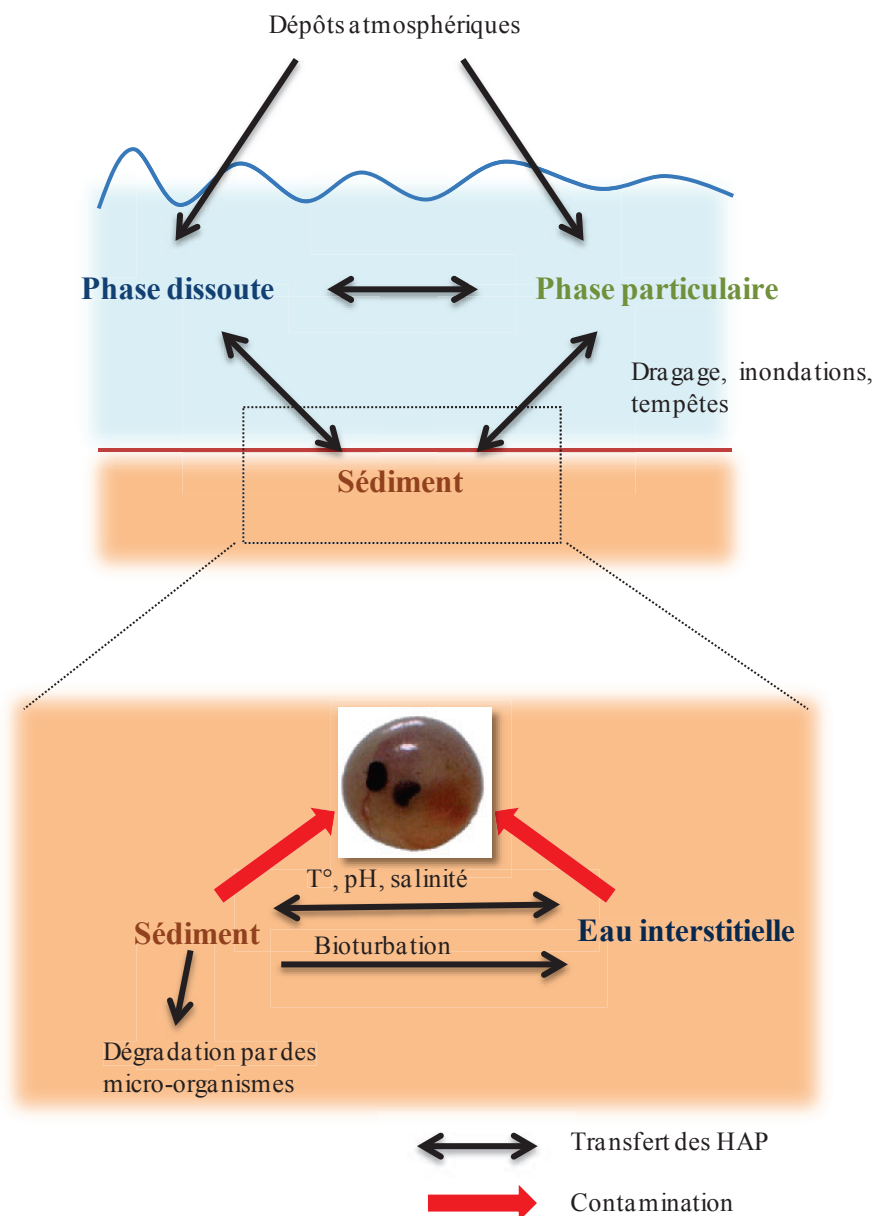 Dépôts atmosphériques
Phase dissoute
Phase particulaire
Dragage, inondations,
tempêtes
Sédiment
T°, pH, salinité
Sédiment
Eau interstitielle
Bioturbation
Dégradation par des
micro-organismes
Transfert des HAP
Contamination